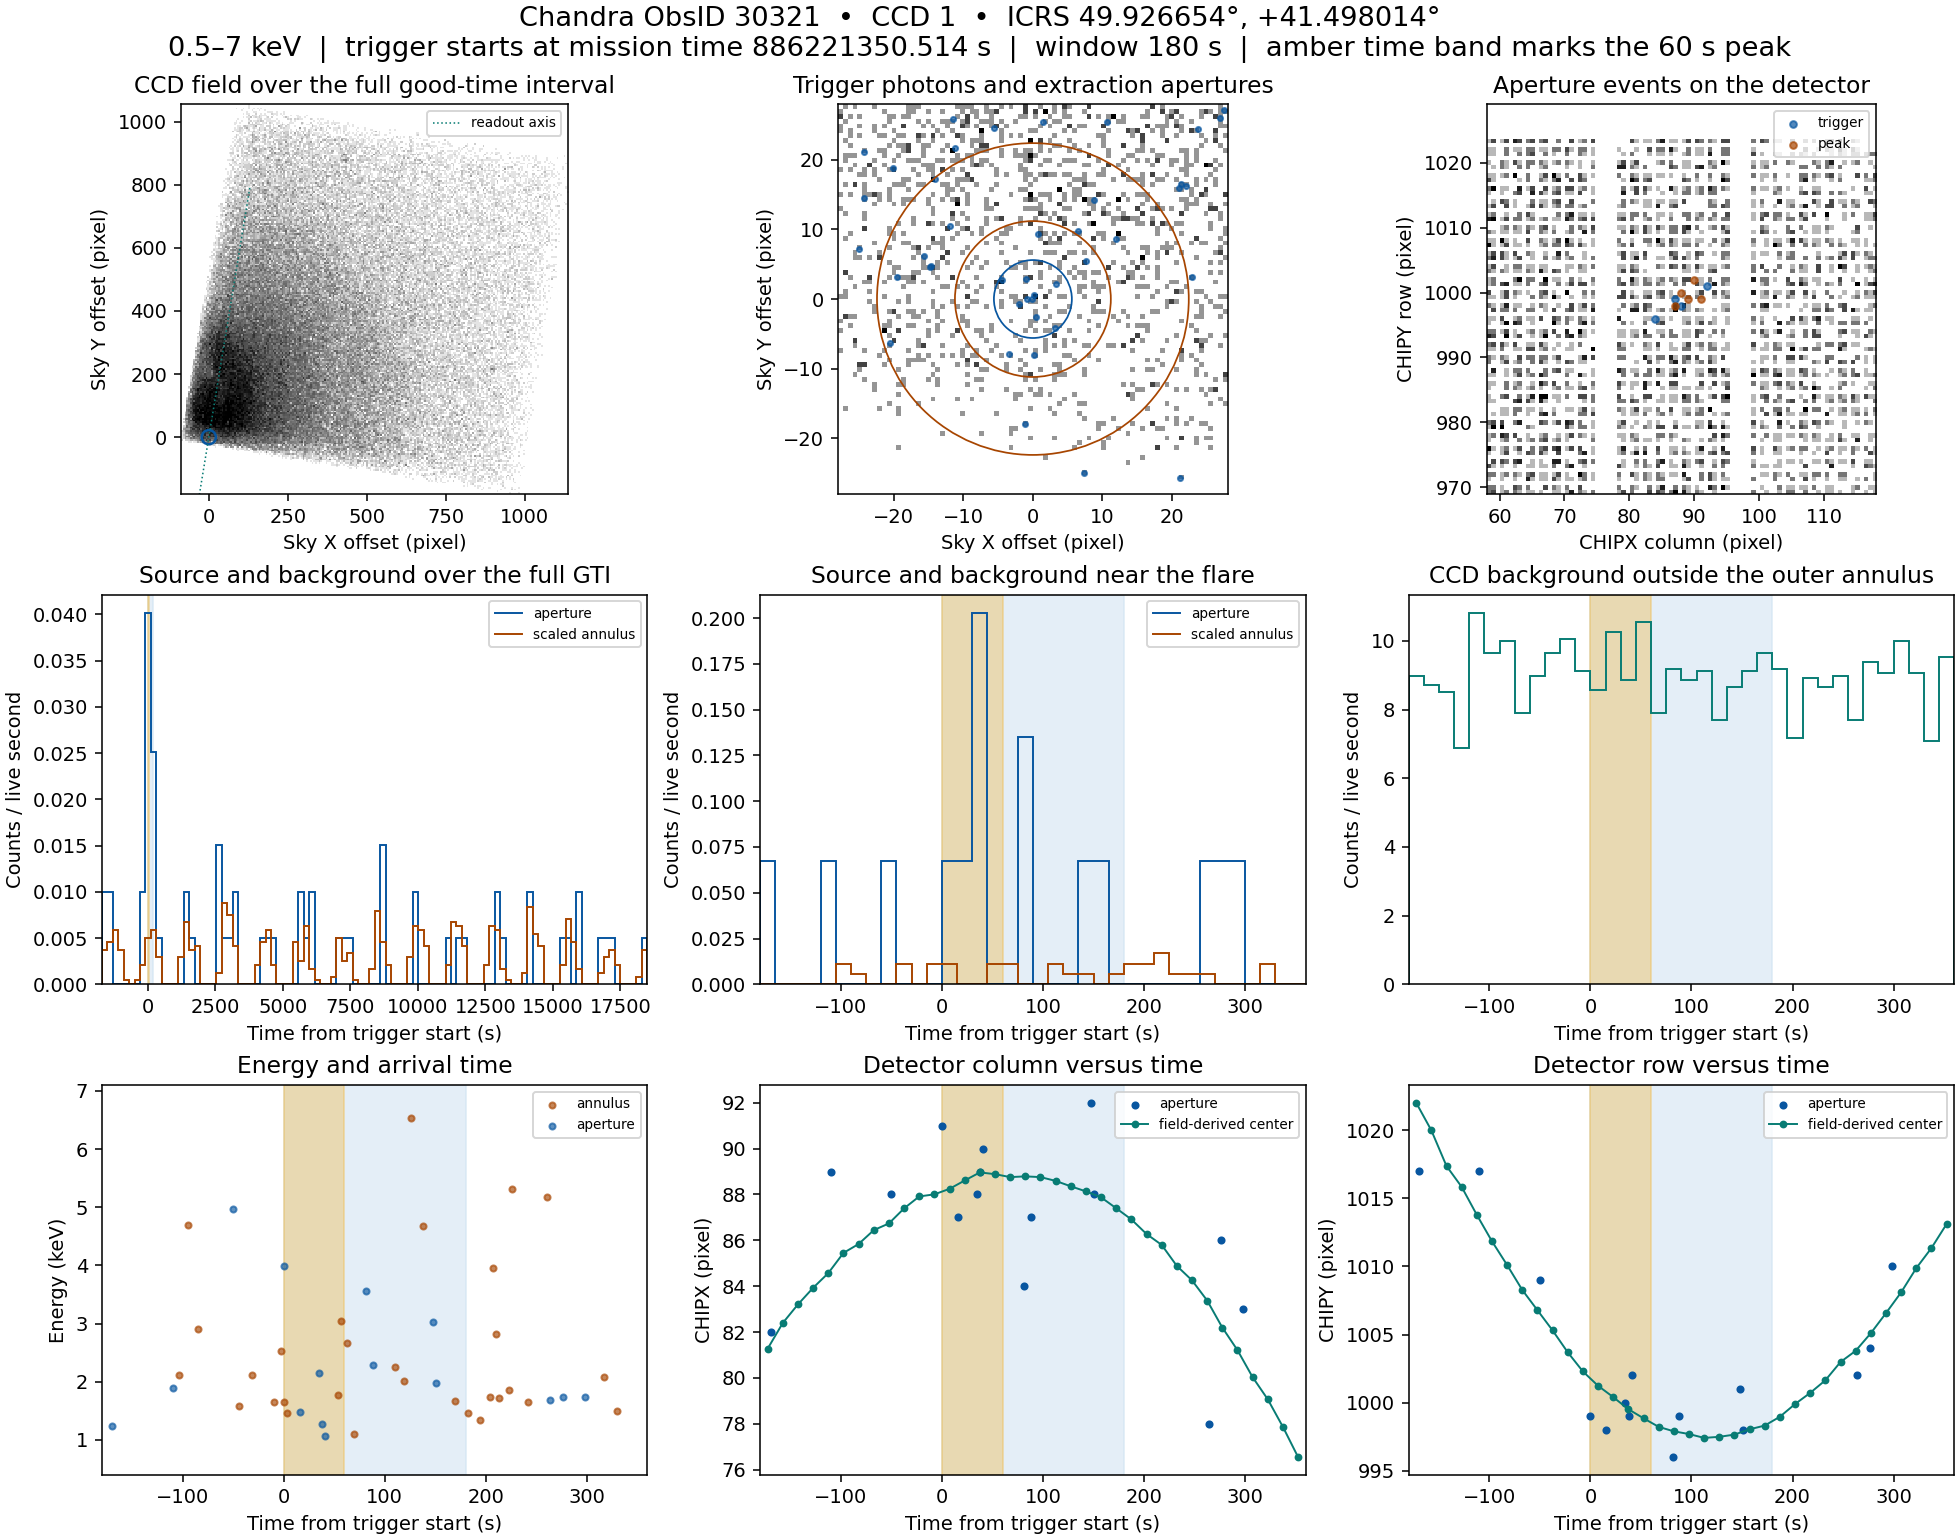 Chandra ObsID 30321 • CCD 1 • ICRS 49.926654°, +41.498014°
0.5–7 keV | trigger starts at mission time 886221350.514 s | window 180 s | amber time band marks the 60 s peak
CCD field over the full good-time interval
1000
800
600
400
200
0
Sky Y offset (pixel)
readout axis
0 250 500 750 1000
Sky X offset (pixel)
Trigger photons and extraction apertures
20
10
0
−10
−20
Sky Y offset (pixel)
−20 −10 0 10 20
Sky X offset (pixel)
Aperture events on the detector
1020
1010
1000
990
980
970
CHIPY row (pixel)
trigger
peak
60 70 80 90 100 110
CHIPX column (pixel)
Source and background over the full GTI
0.040
0.035
0.030
0.025
0.020
0.015
0.010
0.005
0.000
Counts / live second
aperture
scaled annulus
0 2500 5000 7500 10000 12500 15000 17500
Time from trigger start (s)
Source and background near the flare
0.200
0.175
0.150
0.125
0.100
0.075
0.050
0.025
0.000
Counts / live second
aperture
scaled annulus
−100 0 100 200 300
Time from trigger start (s)
CCD background outside the outer annulus
10
8
6
4
2
0
Counts / live second
−100 0 100 200 300
Time from trigger start (s)
Energy and arrival time
7
6
5
4
3
2
1
Energy (keV)
annulus
aperture
−100 0 100 200 300
Time from trigger start (s)
Detector column versus time
92
90
88
86
84
82
80
78
76
CHIPX (pixel)
aperture
field-derived center
−100 0 100 200 300
Time from trigger start (s)
Detector row versus time
1020
1015
1010
1005
1000
995
CHIPY (pixel)
aperture
field-derived center
−100 0 100 200 300
Time from trigger start (s)